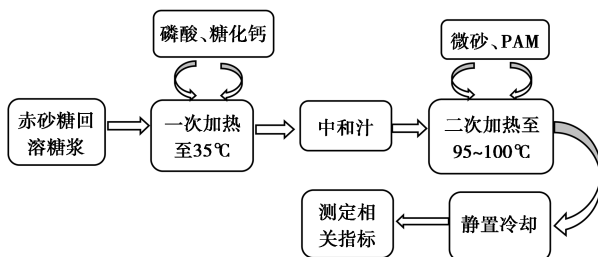 磷酸、糖化钙
微砂、PAM
赤砂糖回
溶糖浆
一次加热
至35℃
中和汁
二次加热至
95~100℃
静置冷却
测定相
关指标